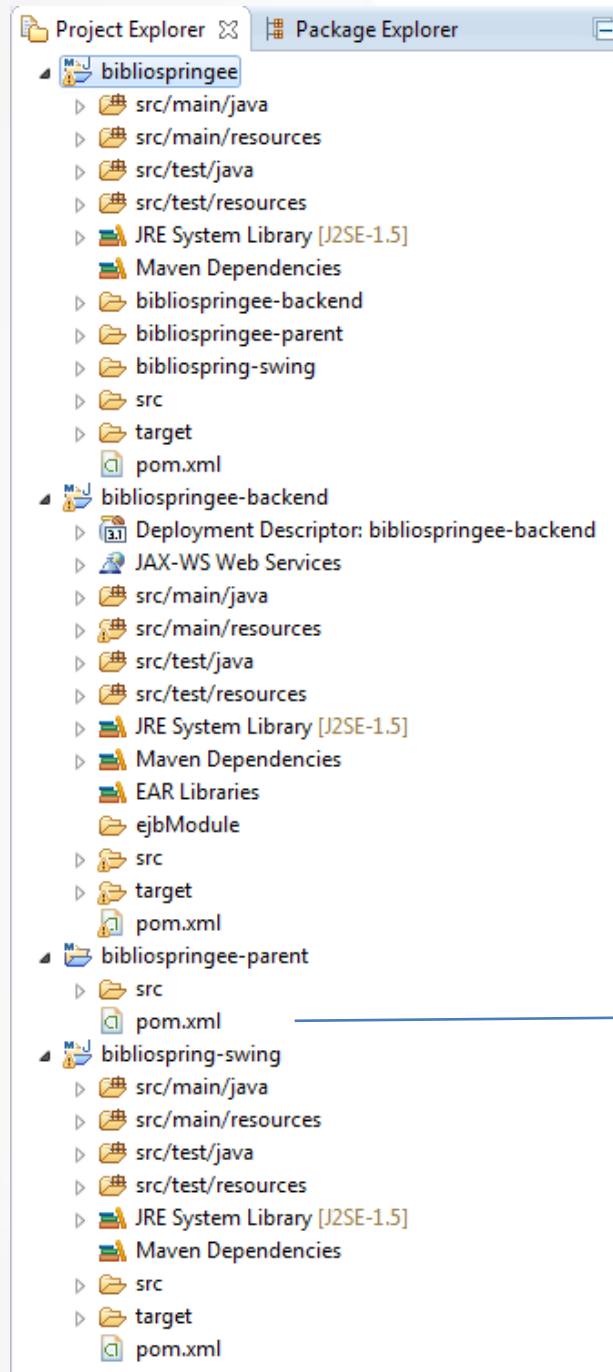 Project Explorer Package Explorer
bibliospringee
src/main/java
src/main/resources
src/test/java
src/test/resources
JRE System Library [J2SE-1.5]
Maven Dependencies
bibliospringee-backend
bibliospringee-parent
bibliospring-swing
src
target
pom.xml
bibliospringee-backend
Deployment Descriptor: bibliospringee-backend
JAX-WS Web Services
src/main/java
src/main/resources
src/test/java
src/test/resources
JRE System Library [J2SE-1.5]
Maven Dependencies
EAR Libraries
ejbModule
src
target
pom.xml
bibliospringee-parent
src
pom.xml
bibliospring-swing
src/main/java
src/main/resources
src/test/java
src/test/resources
JRE System Library [J2SE-1.5]
Maven Dependencies
src
target
pom.xml